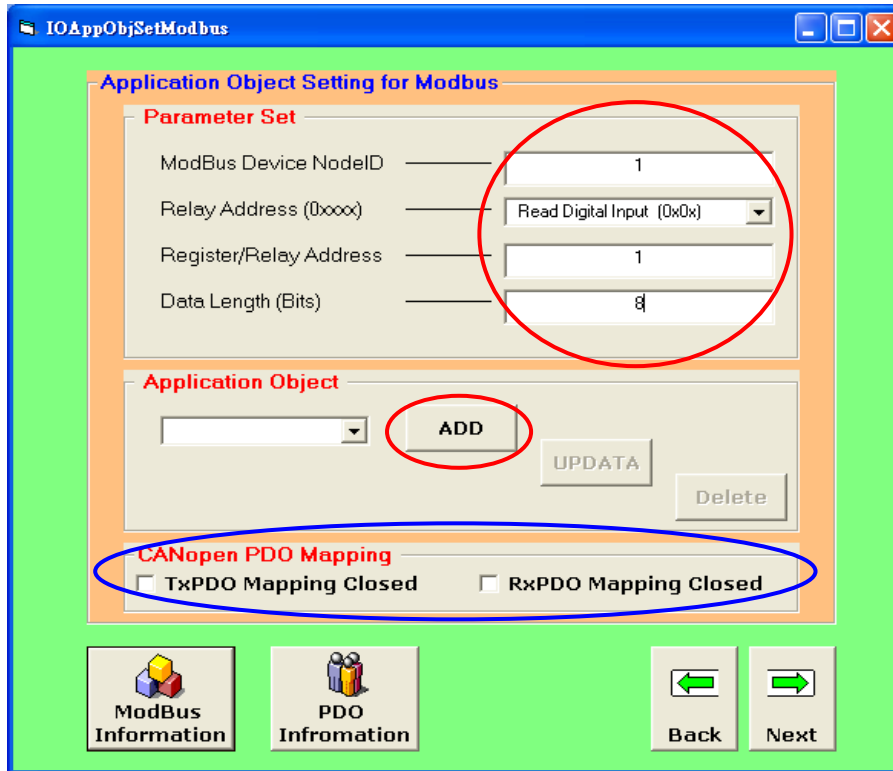 IOAppObjSetModbus
Application Object Setting for Modbus
Parameter Set
ModBus Device NodeID 1
Relay Address (0xxxx) Read Digital Input (0x0x)
Register/Relay Address 1
Data Length (Bits) 8
Application Object
ADD
UPDATA
Delete
CANopen PDO Mapping
TxPDO Mapping Closed RxPDO Mapping Closed
ModBus
Information
PDO
Infromation
Back
Next